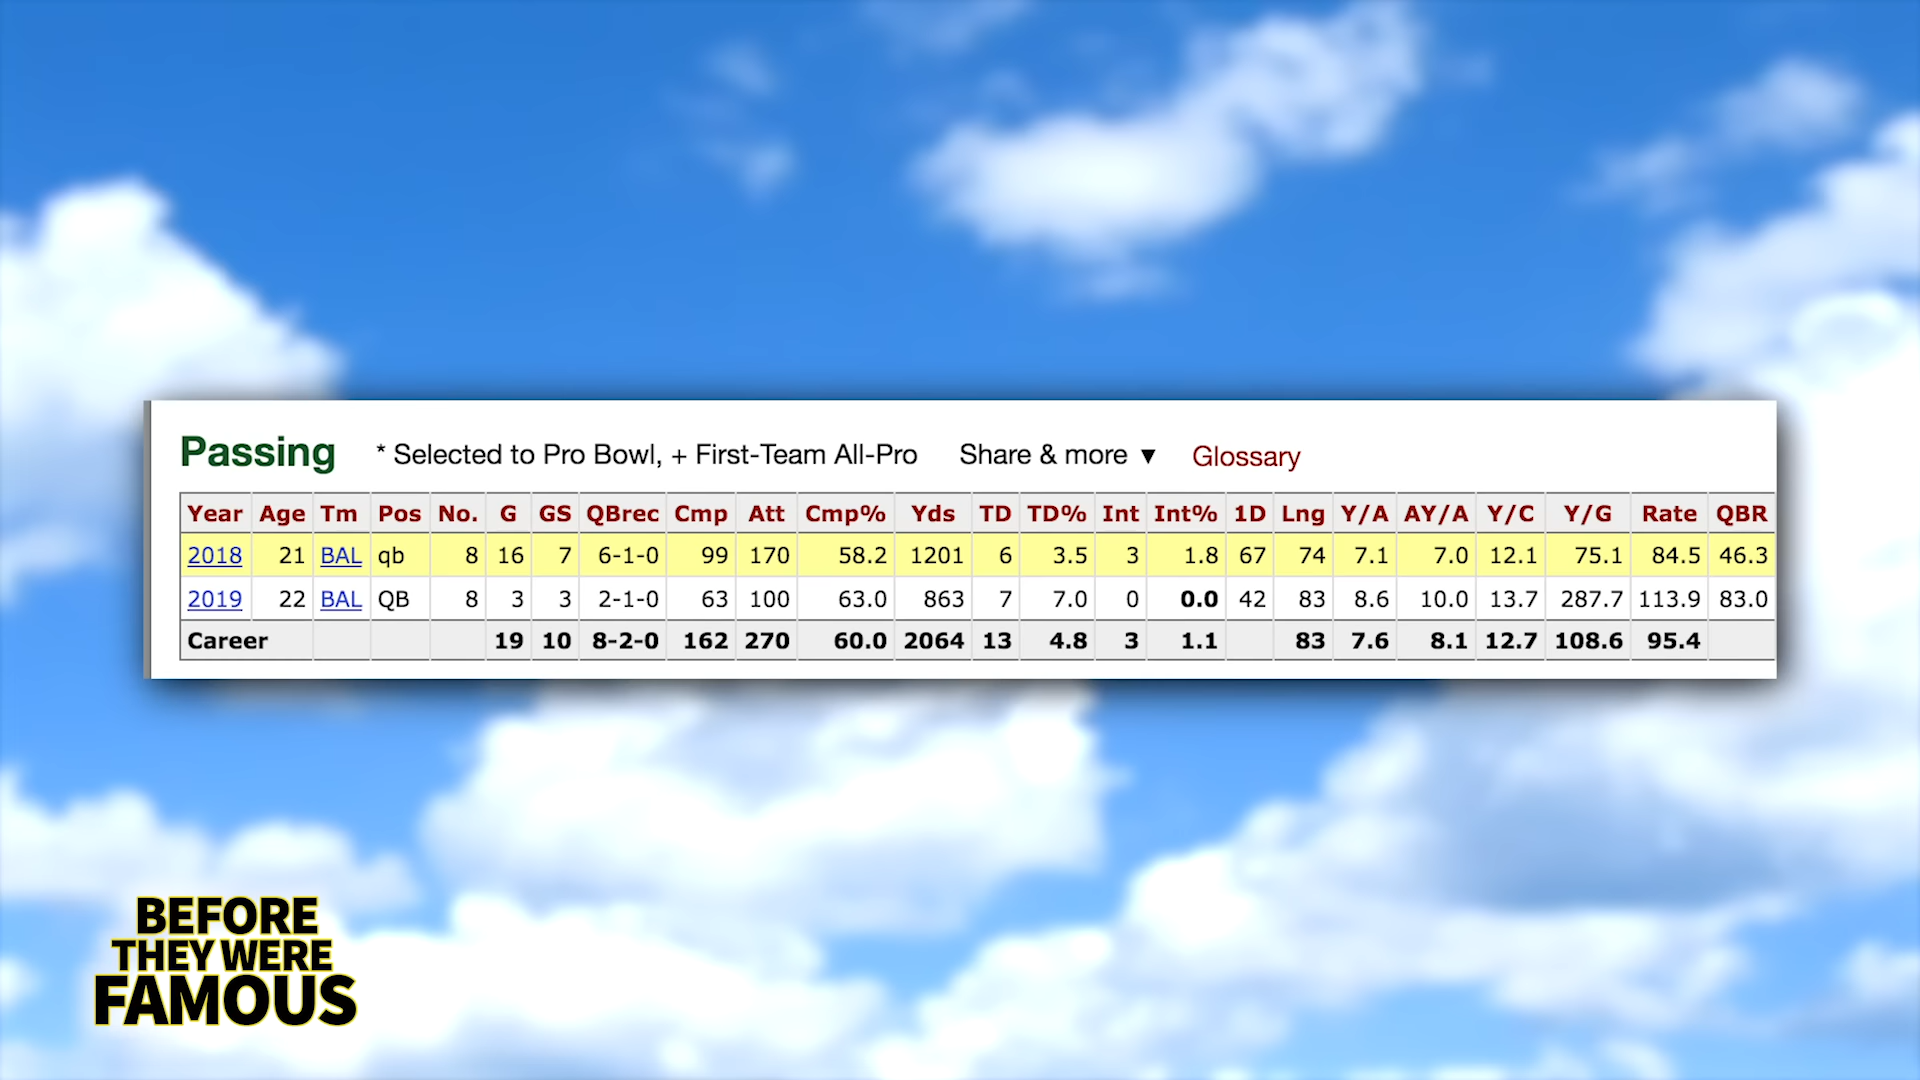 Passing * Selected to Pro Bowl, + First-Team All-Pro Share & more ▼ Glossary
Year Age Tm Pos No. G GS QBrec Cmp Att Cmp% Yds TD TD% Int Int% 1D Lng Y/A AY/A Y/C Y/G Rate QBR
2018 21 BAL qb 8 16 7 6-1-0 99 170 58.2 1201 6 3.5 3 1.8 67 74 7.1 7.0 12.1 75.1 84.5 46.3
2019 22 BAL QB 8 3 3 2-1-0 63 100 63.0 863 7 7.0 0 0.0 42 83 8.6 10.0 13.7 287.7 113.9 83.0
Career 19 10 8-2-0 162 270 60.0 2064 13 4.8 3 1.1 83 7.6 8.1 12.7 108.6 95.4
BEFORE
THEY WERE
FAMOUS